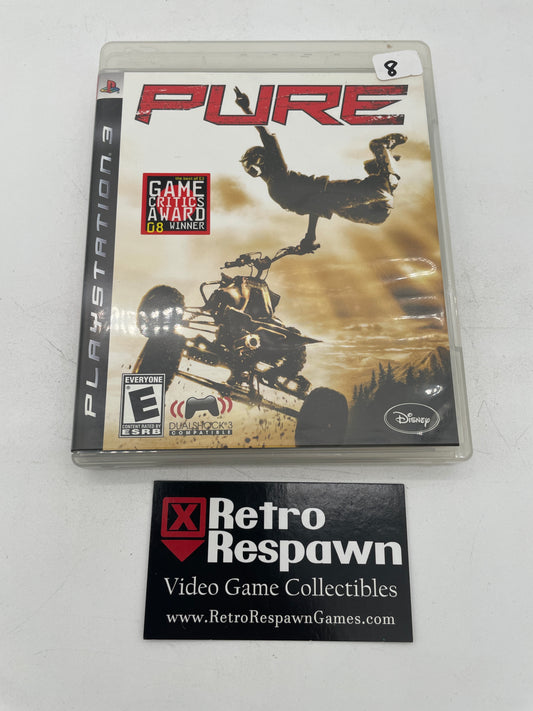 8
PURE
PLAYSTATION 3
the best of E3
GAME
CRITICS
AWARD
08 WINNER
EVERYONE
E
CONTENT RATED BY
ESRB
DUALSHOCK®3
COMPATIBLE
Disney
X Retro
Respawn
Video Game Collectibles
www.RetroRespawnGames.com